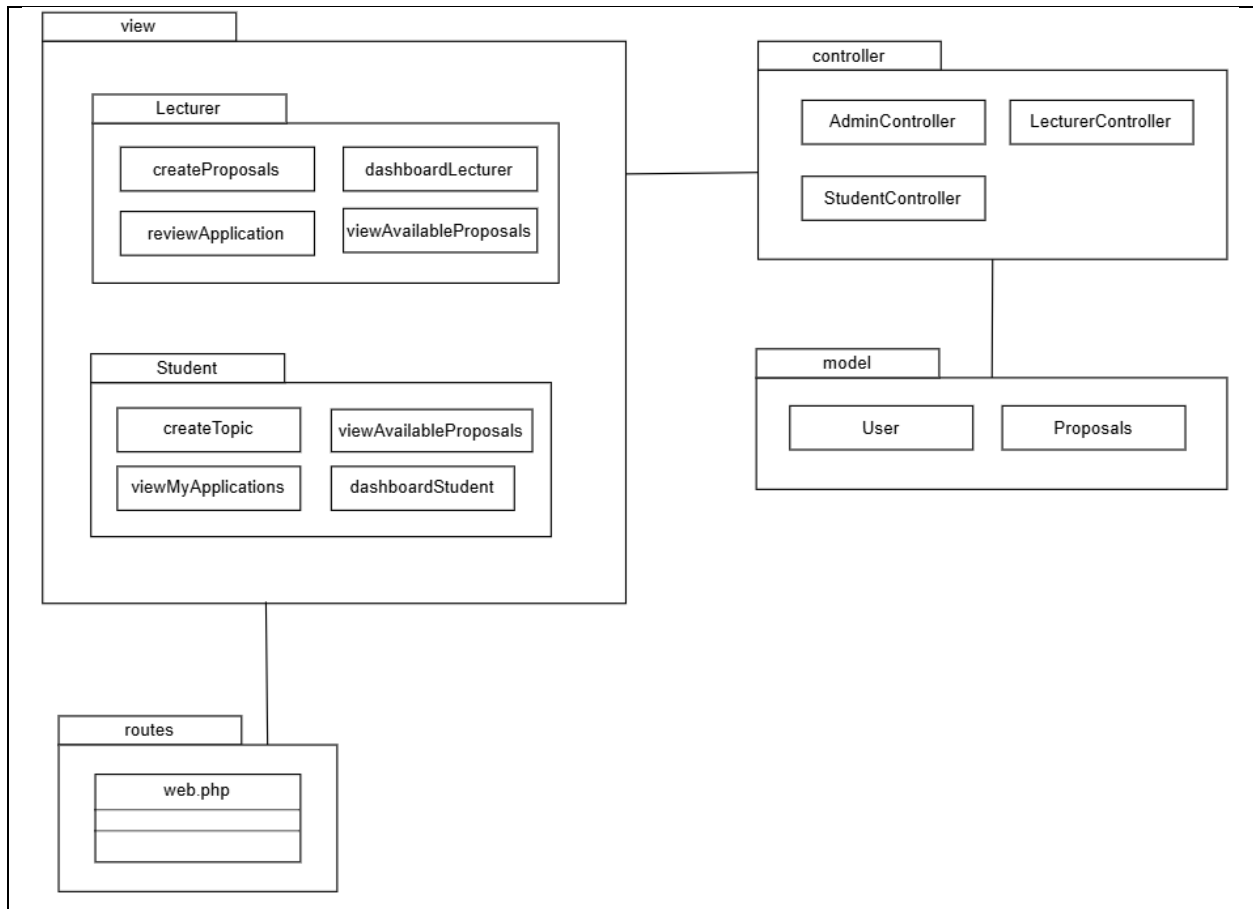 view
Lecturer
createProposals
dashboardLecturer
reviewApplication
viewAvailableProposals
Student
createTopic
viewAvailableProposals
viewMyApplications
dashboardStudent
controller
AdminController
LecturerController
StudentController
model
User
Proposals
routes
web.php